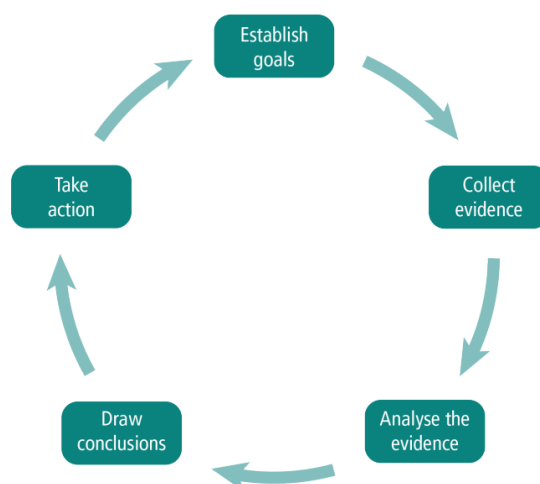 Establish
goals
Collect
evidence
Analyse the
evidence
Draw
conclusions
Take
action